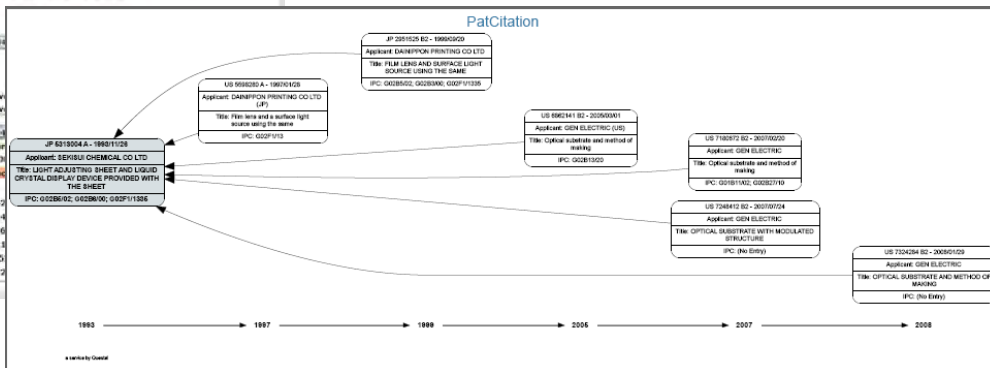 PatCitation
JP 2951525 B2 - 1999/09/20
Applicant: DAINIPPON PRINTING CO LTD
Title: FILM LENS AND SURFACE LIGHT
SOURCE USING THE SAME
IPC: G02B5/02; G02B3/00; G02F1/1335
US 5598280 A - 1997/01/28
Applicant: DAINIPPON PRINTING CO LTD
(JP)
Title: Film lens and a surface light
source using the same
IPC: G02F1/13
JP 5313004 A - 1993/11/26
Applicant: SEKISUI CHEMICAL CO LTD
Title: LIGHT ADJUSTING SHEET AND LIQUID
CRYSTAL DISPLAY DEVICE PROVIDED WITH
THE SHEET
IPC: G02B5/02; G02B6/00; G02F1/1335
US 6862141 B2 - 2005/03/01
Applicant: GEN ELECTRIC (US)
Title: Optical substrate and method of
making
IPC: G02B13/20
US 7180672 B2 - 2007/02/20
Applicant: GEN ELECTRIC
Title: Optical substrate and method of
making
IPC: G01B11/02; G02B27/10
US 7248412 B2 - 2007/07/24
Applicant: GEN ELECTRIC
Title: OPTICAL SUBSTRATE WITH MODULATED
STRUCTURE
IPC: (No Entry)
US 7324284 B2 - 2008/01/29
Applicant: GEN ELECTRIC
Title: OPTICAL SUBSTRATE AND METHOD OF
MAKING
IPC: (No Entry)
1993 1997 1999 2005 2007 2008
a service by Questel